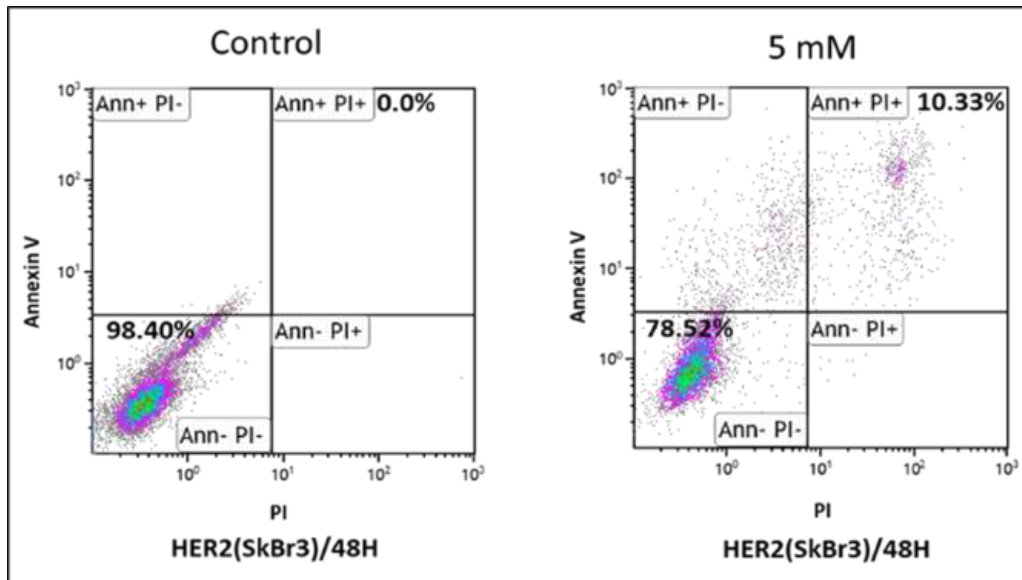 Control
10³
Ann+ PI-
Ann+ PI+ 0.0%
10²
Annexin V
10¹
98.40%
Ann- PI+
10⁰
Ann- PI-
10⁰ 10¹ 10² 10³
PI
HER2(SkBr3)/48H
5 mM
10³
Ann+ PI-
Ann+ PI+ 10.33%
10²
Annexin V
10¹
78.52%
Ann- PI+
10⁰
Ann- PI-
10⁰ 10¹ 10² 10³
PI
HER2(SkBr3)/48H